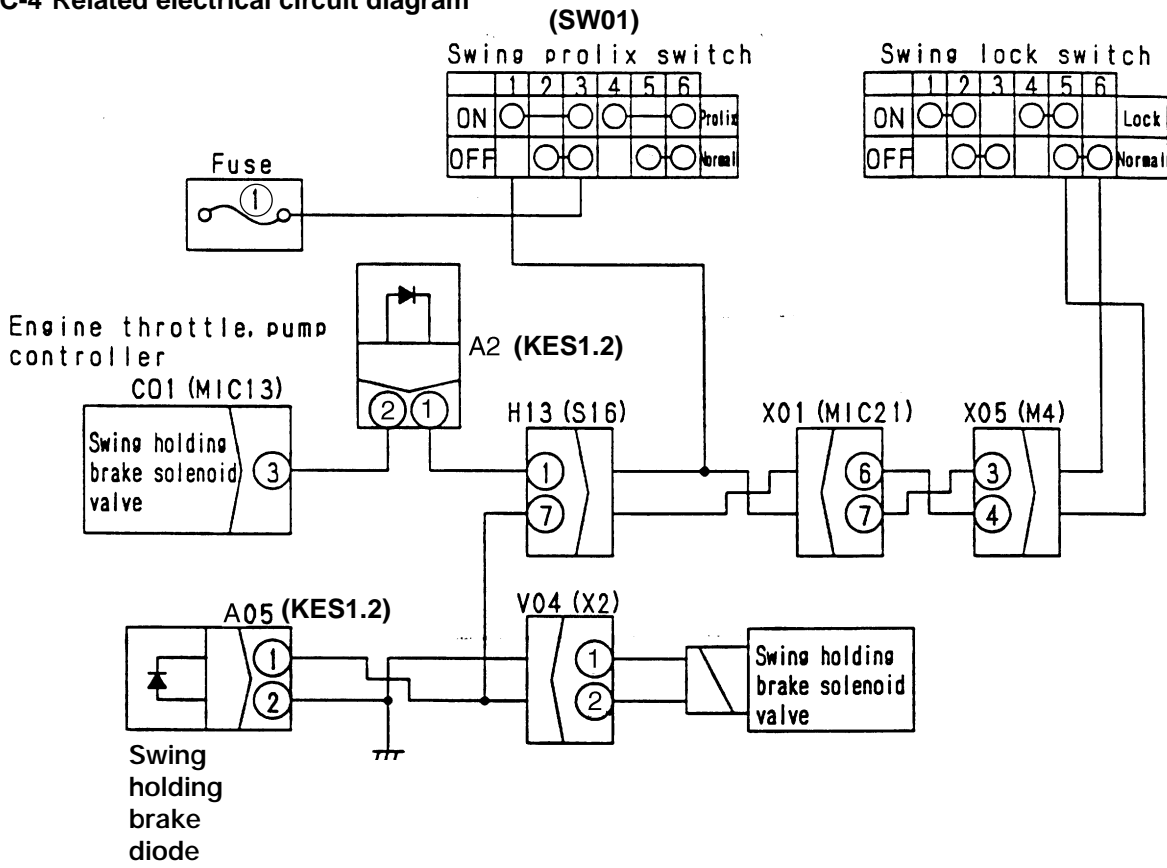 C-4 Related electrical circuit diagram
(SW01)
Swing prolix switch
1 2 3 4 5 6
ON Prolix
OFF Normal
Swing lock switch
1 2 3 4 5 6
ON Lock
OFF Normal
Fuse
1
Engine throttle, pump
controller
C01 (MIC13)
Swing holding
brake solenoid
valve
3
A2 (KES1.2)
2 1
H13 (S16)
1
7
X01 (MIC21)
6
7
X05 (M4)
3
4
A05 (KES1.2)
1
2
Swing
holding
brake
diode
V04 (X2)
1
2
Swing holding
brake solenoid
valve